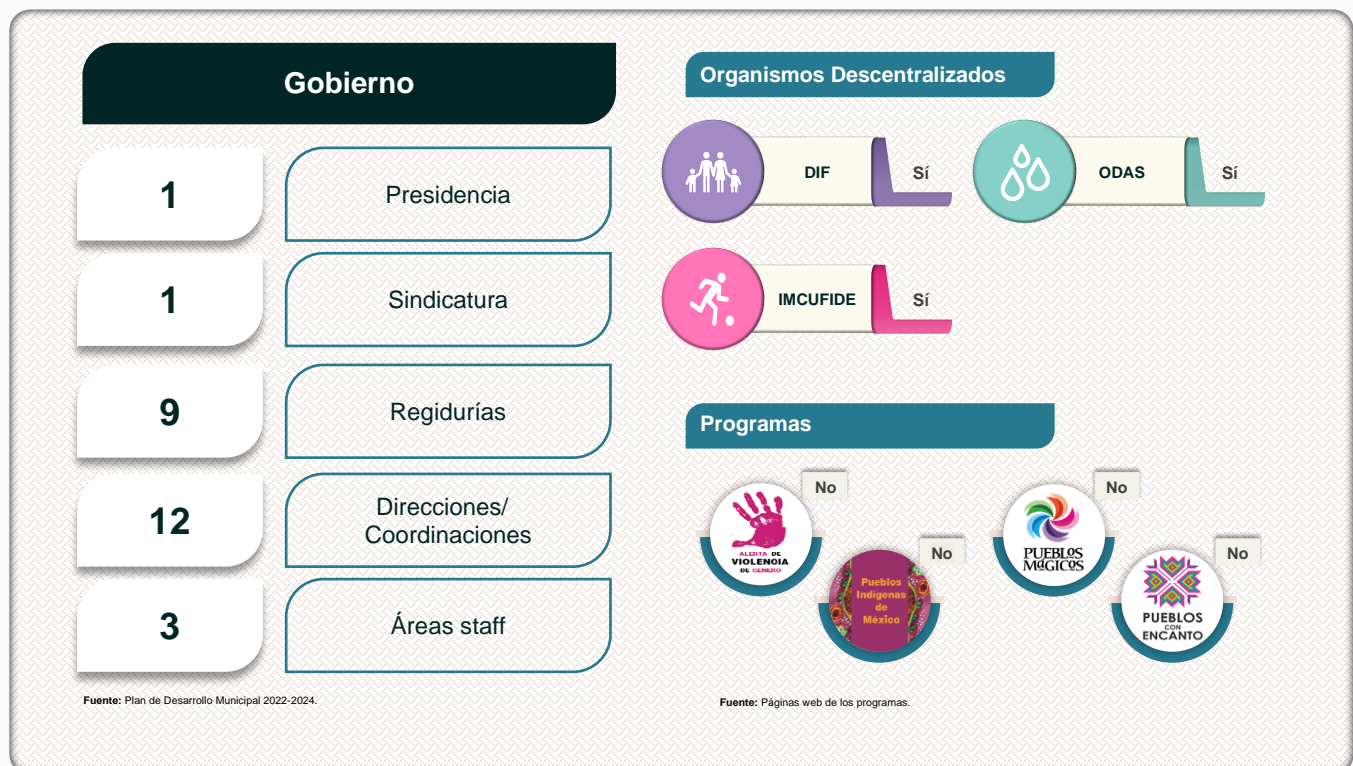 Gobierno
1
Presidencia
1
Sindicatura
9
Regidurías
12
Direcciones/
Coordinaciones
3
Áreas staff
Fuente: Plan de Desarrollo Municipal 2022-2024.
Organismos Descentralizados
DIF
Sí
ODAS
Sí
IMCUFIDE
Sí
Programas
No
ALERTA DE
VIOLENCIA
DE GÉNERO
No
Pueblos
Indígenas
de
México
No
PUEBLOS
MÁGICOS
No
PUEBLOS
CON
ENCANTO
Fuente: Páginas web de los programas.